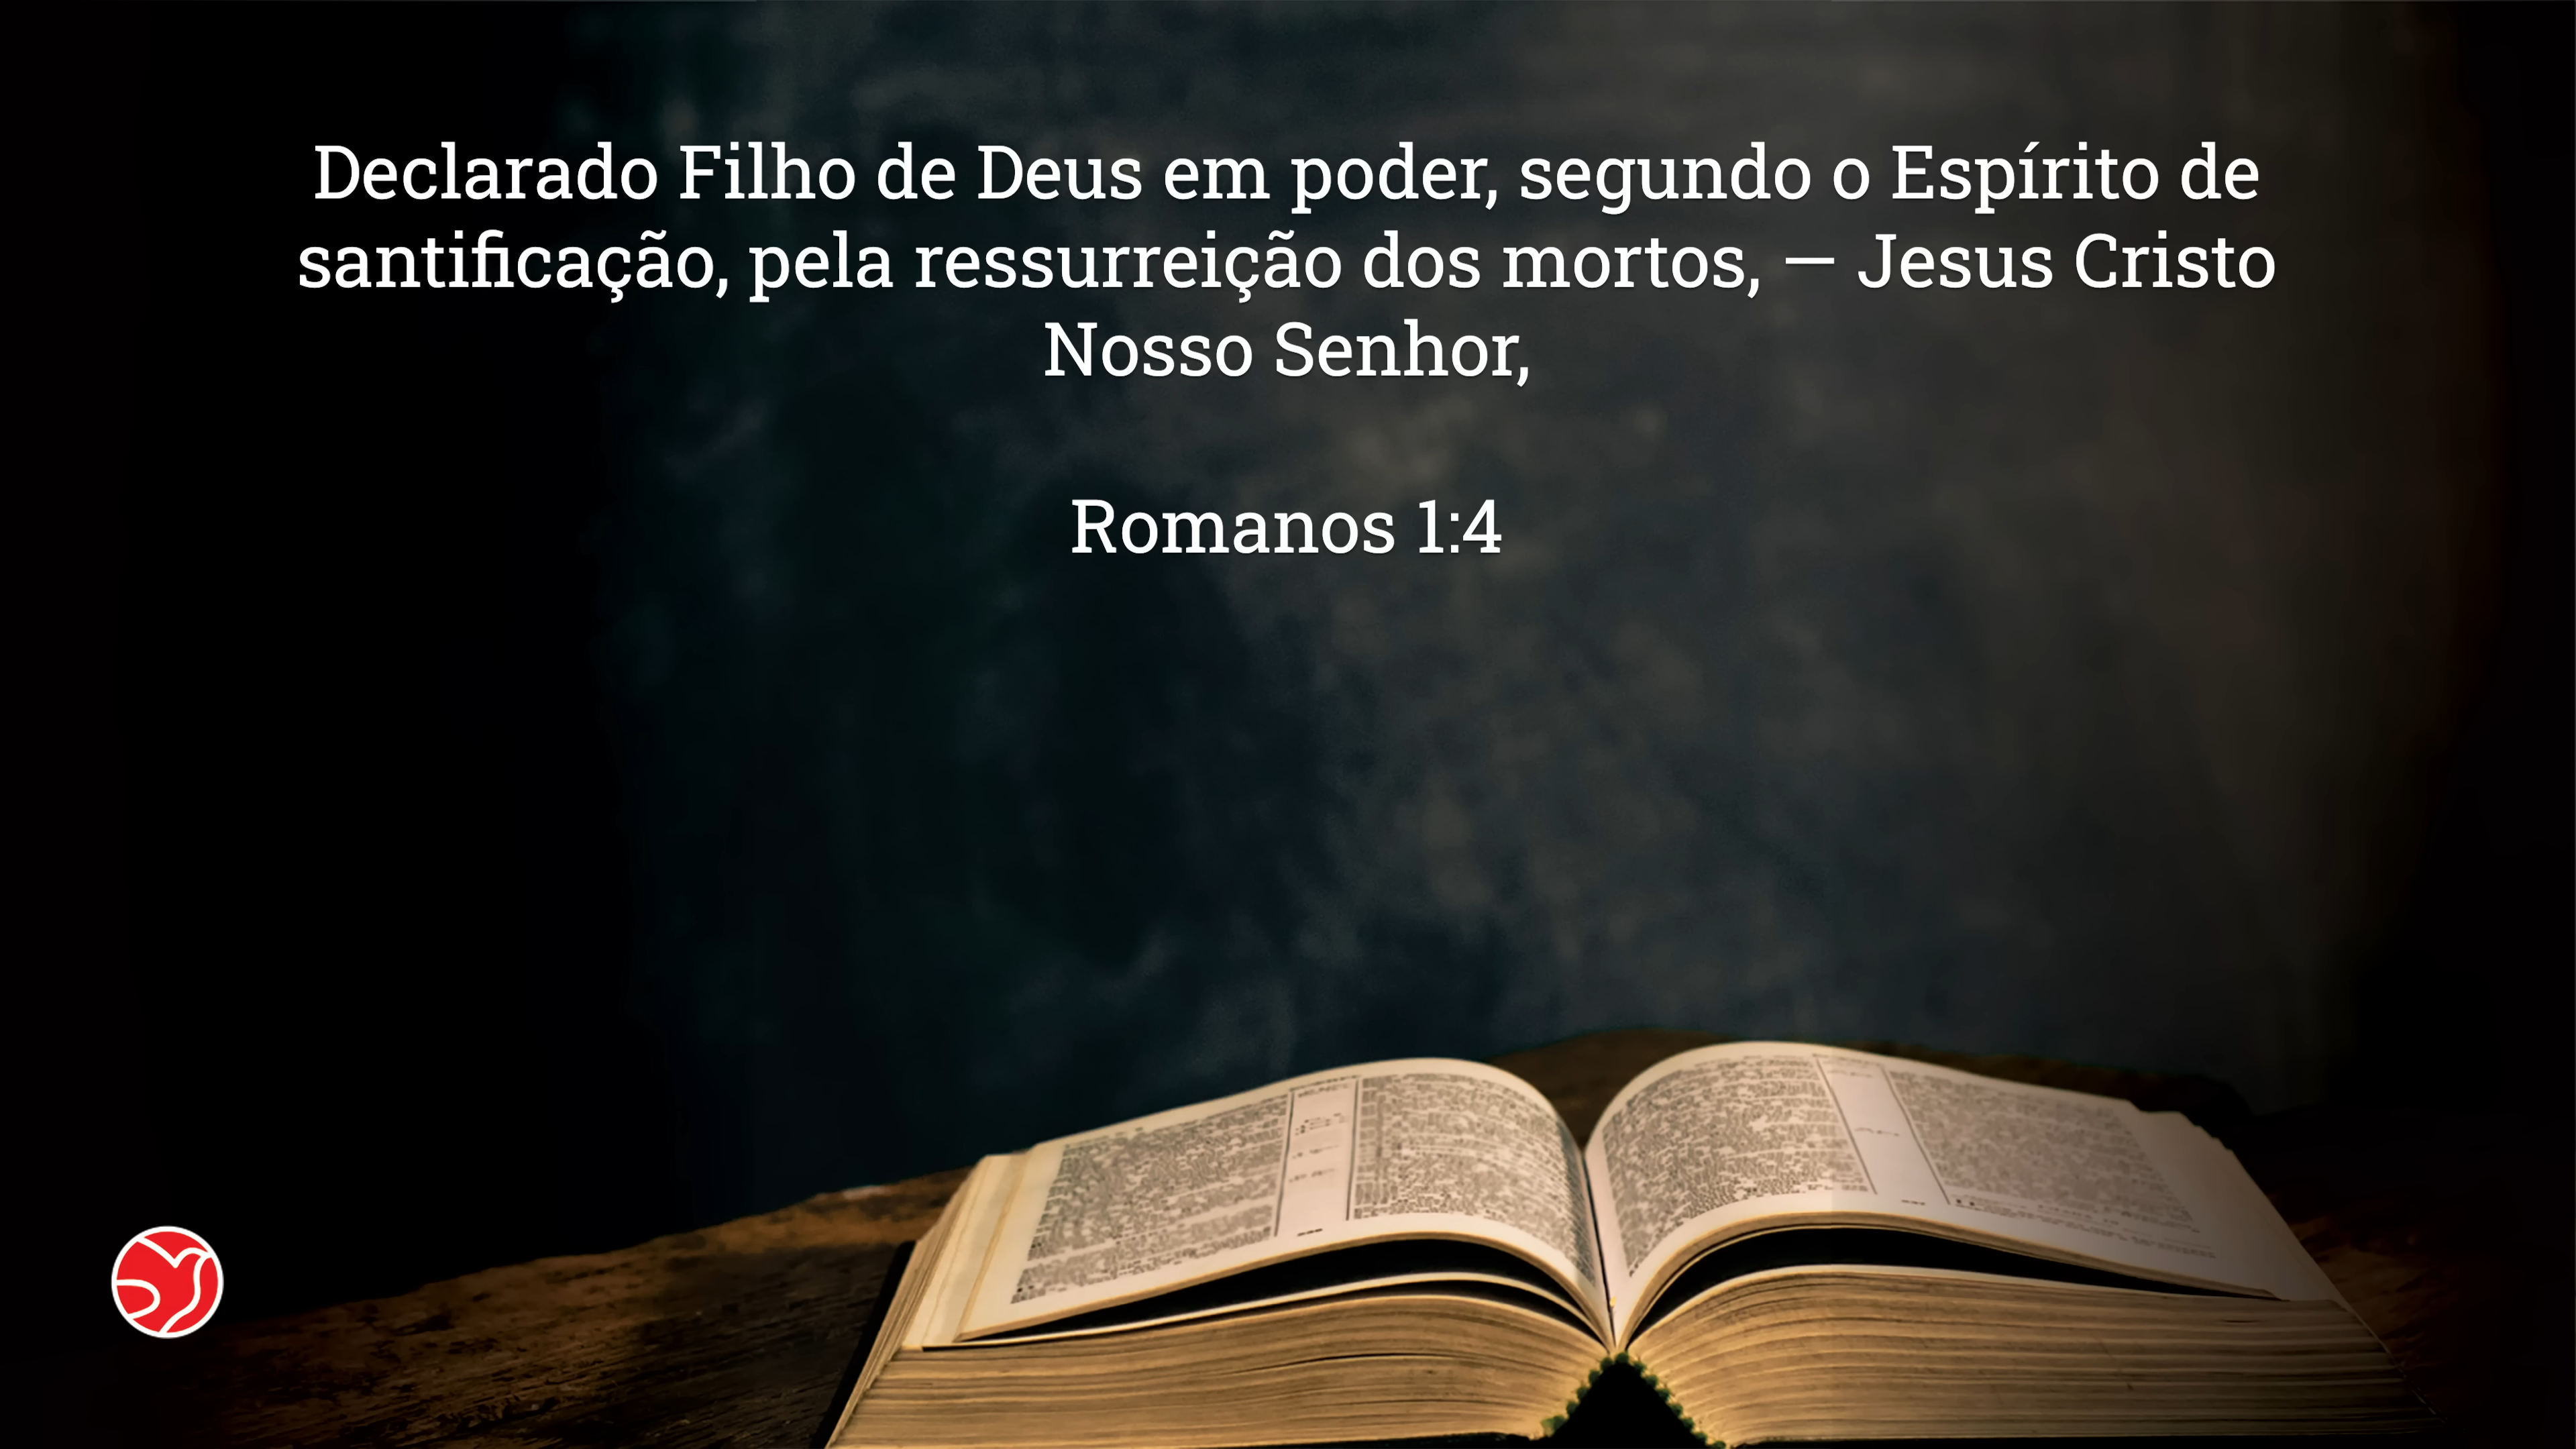 Declarado Filho de Deus em poder, segundo o Espírito de
santificação, pela ressurreição dos mortos, — Jesus Cristo
Nosso Senhor,
Romanos 1:4